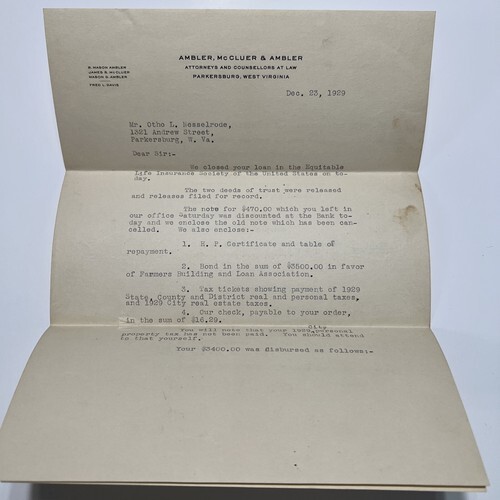 AMBLER, McCLUER & AMBLER
ATTORNEYS AND COUNSELLORS AT LAW
PARKERSBURG, WEST VIRGINIA
B. MASON AMBLER
JAMES S. McCLUER
MASON G. AMBLER
FRED L. DAVIS
Dec. 23, 1929
Mr. Otho L. Nesselrode,
1321 Andrew Street,
Parkersburg, W. Va.
Dear Sir:-
We closed your loan in the Equitable
Life Insurance Society of the United States on to-
day.
The two deeds of trust were released
and releases filed for record.
The note for $470.00 which you left in
our office Saturday was discounted at the Bank to-
day and we enclose the old note which has been can-
celled. We also enclose:-
1. H. P. Certificate and table of
repayment.
2. Bond in the sum of $3500.00 in favor
of Farmers Building and Loan Association.
3. Tax tickets showing payment of 1929
State, County and District real and personal taxes,
and 1929 City real estate taxes.
4. Our check, payable to your order,
in the sum of $16.29.
City
You will note that your 1929 personal
property tax has not been paid. You should attend
to that yourself.
Your $3400.00 was disbursed as follows:-